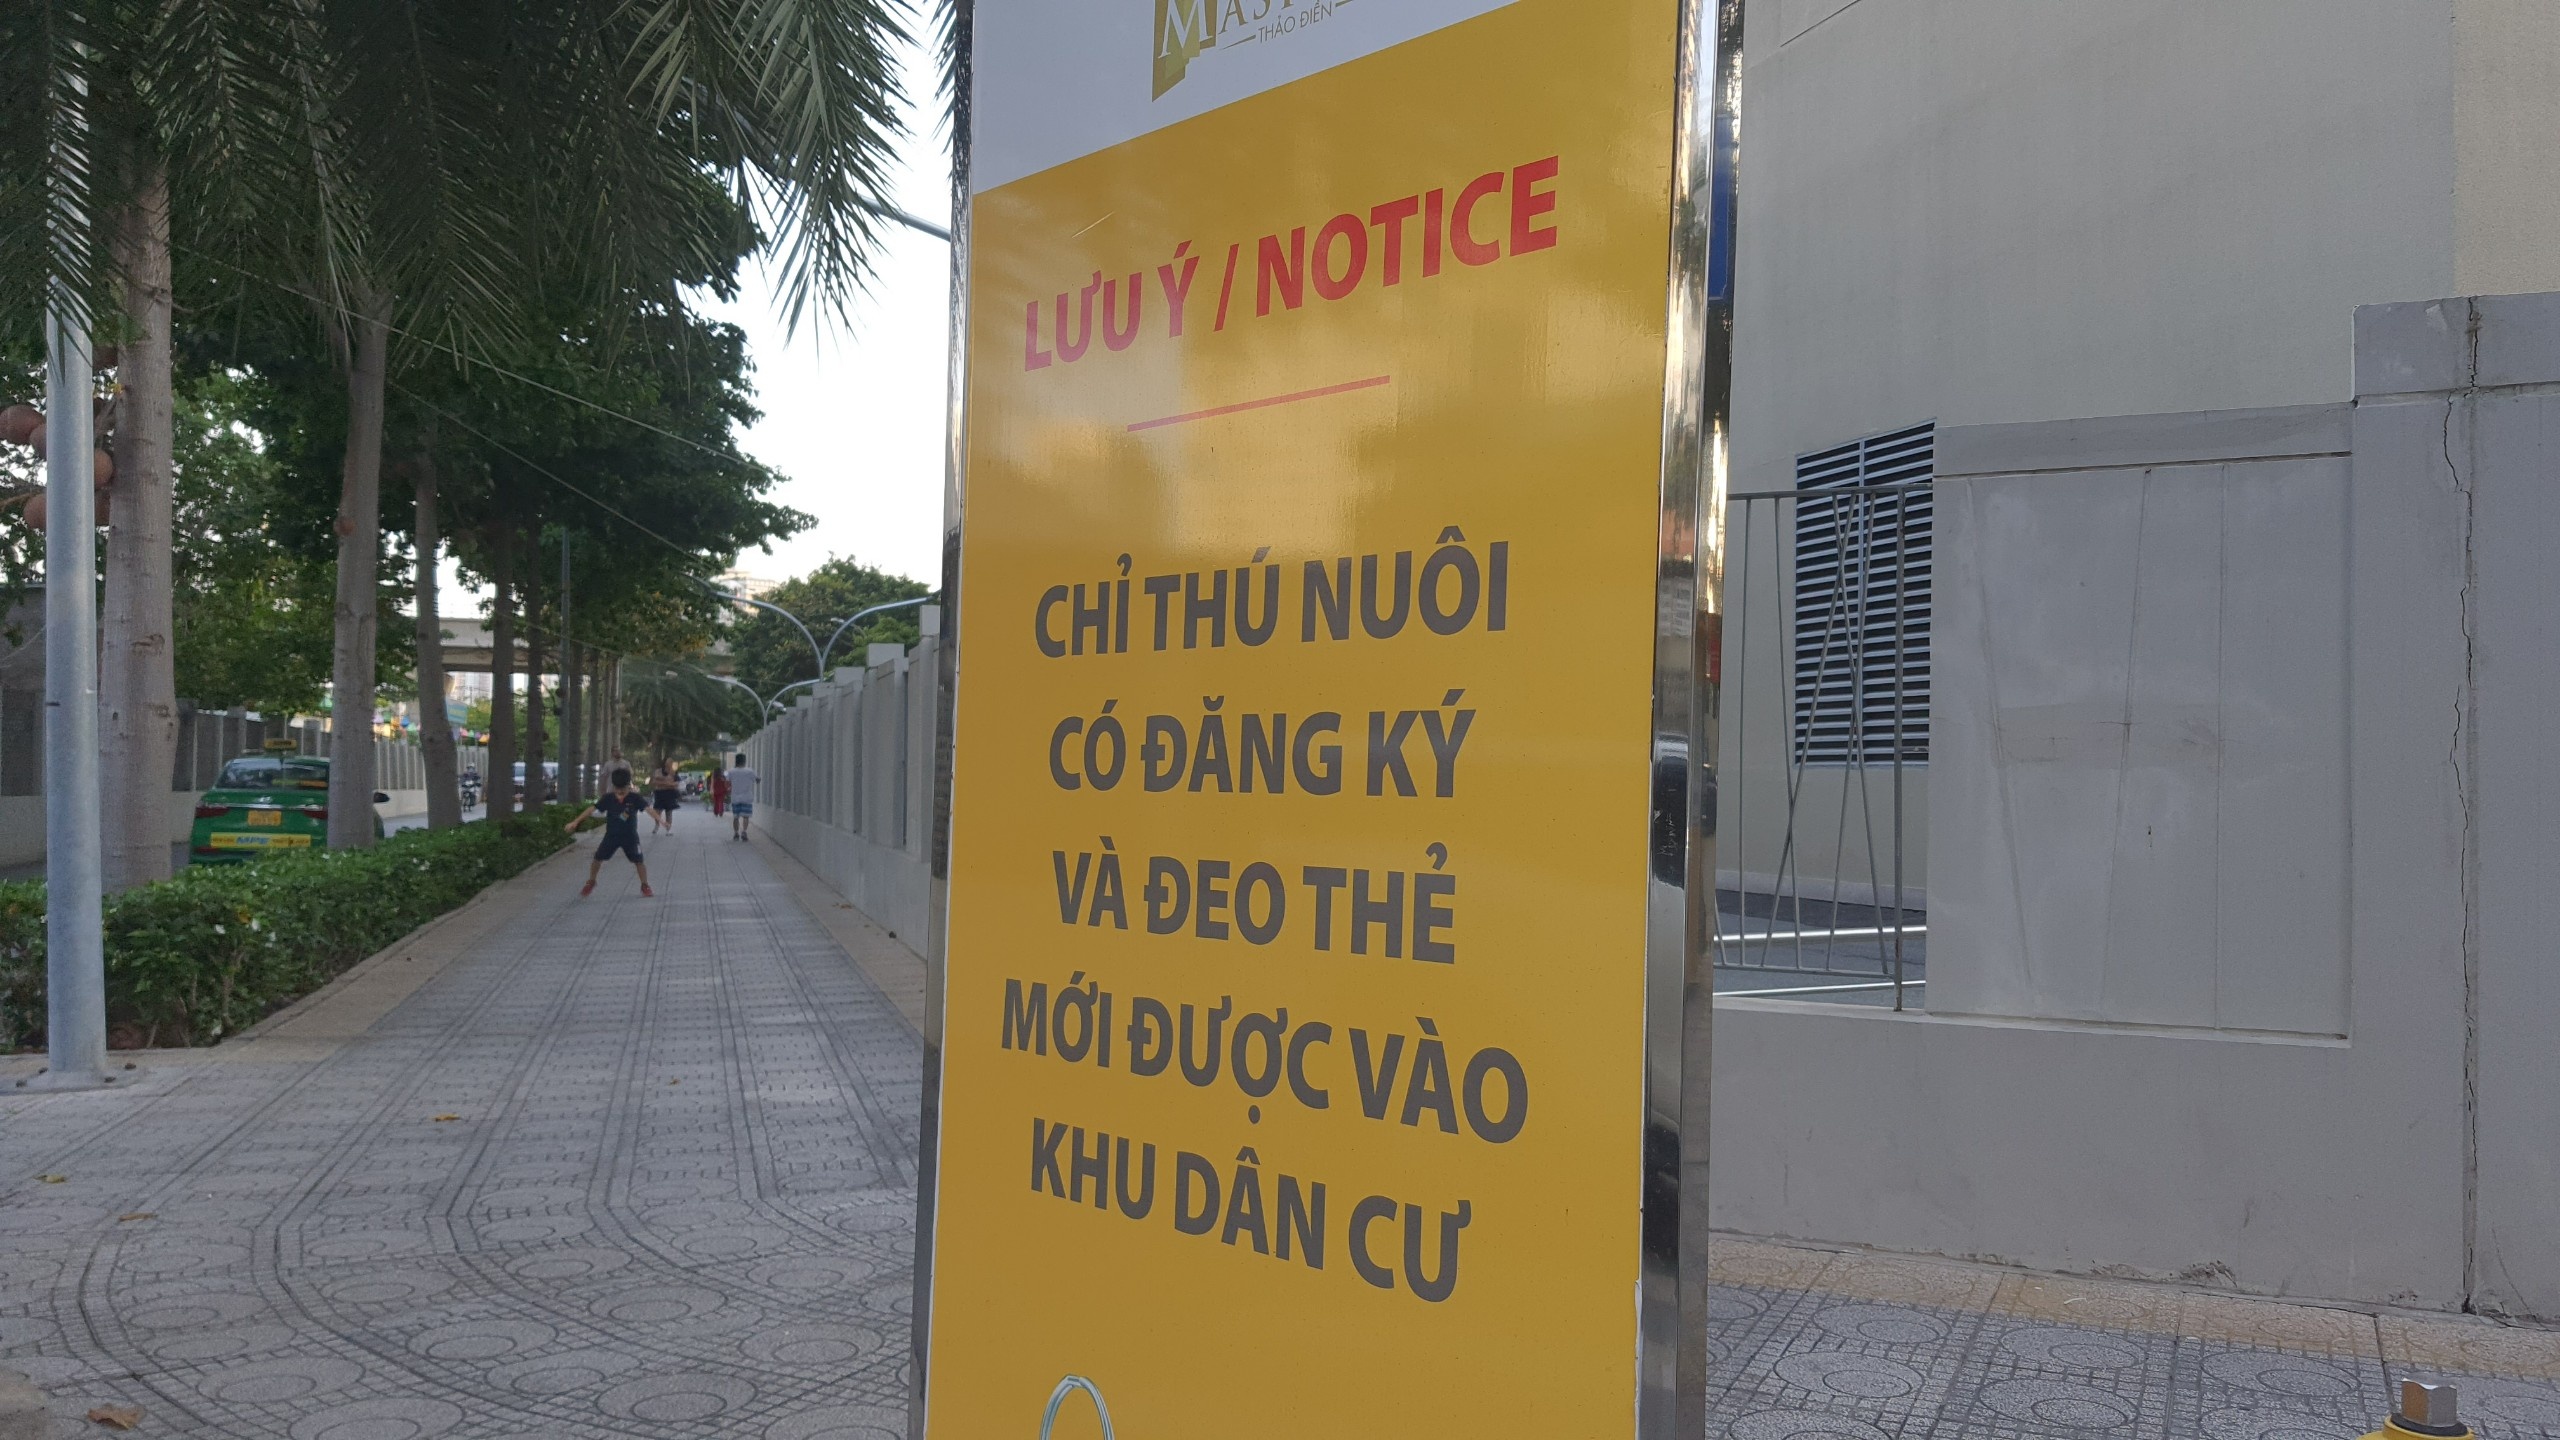 THẢO ĐIỀN
LƯU Ý / NOTICE
CHỈ THÚ NUÔI
CÓ ĐĂNG KÝ
VÀ ĐEO THẺ
MỚI ĐƯỢC VÀO
KHU DÂN CƯ